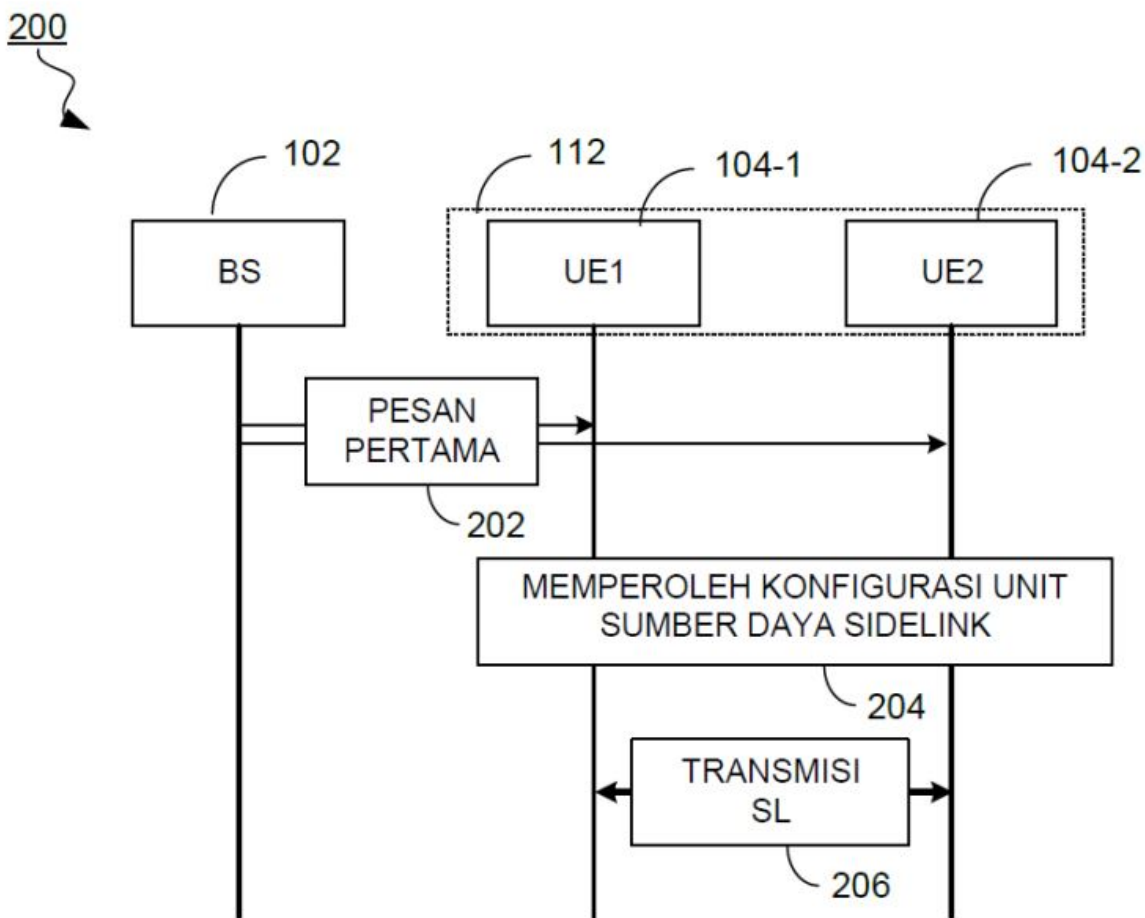 200
102
112
104-1
104-2
BS
UE1
UE2
PESAN
PERTAMA
202
MEMPEROLEH KONFIGURASI UNIT
SUMBER DAYA SIDELINK
204
TRANSMISI
SL
206